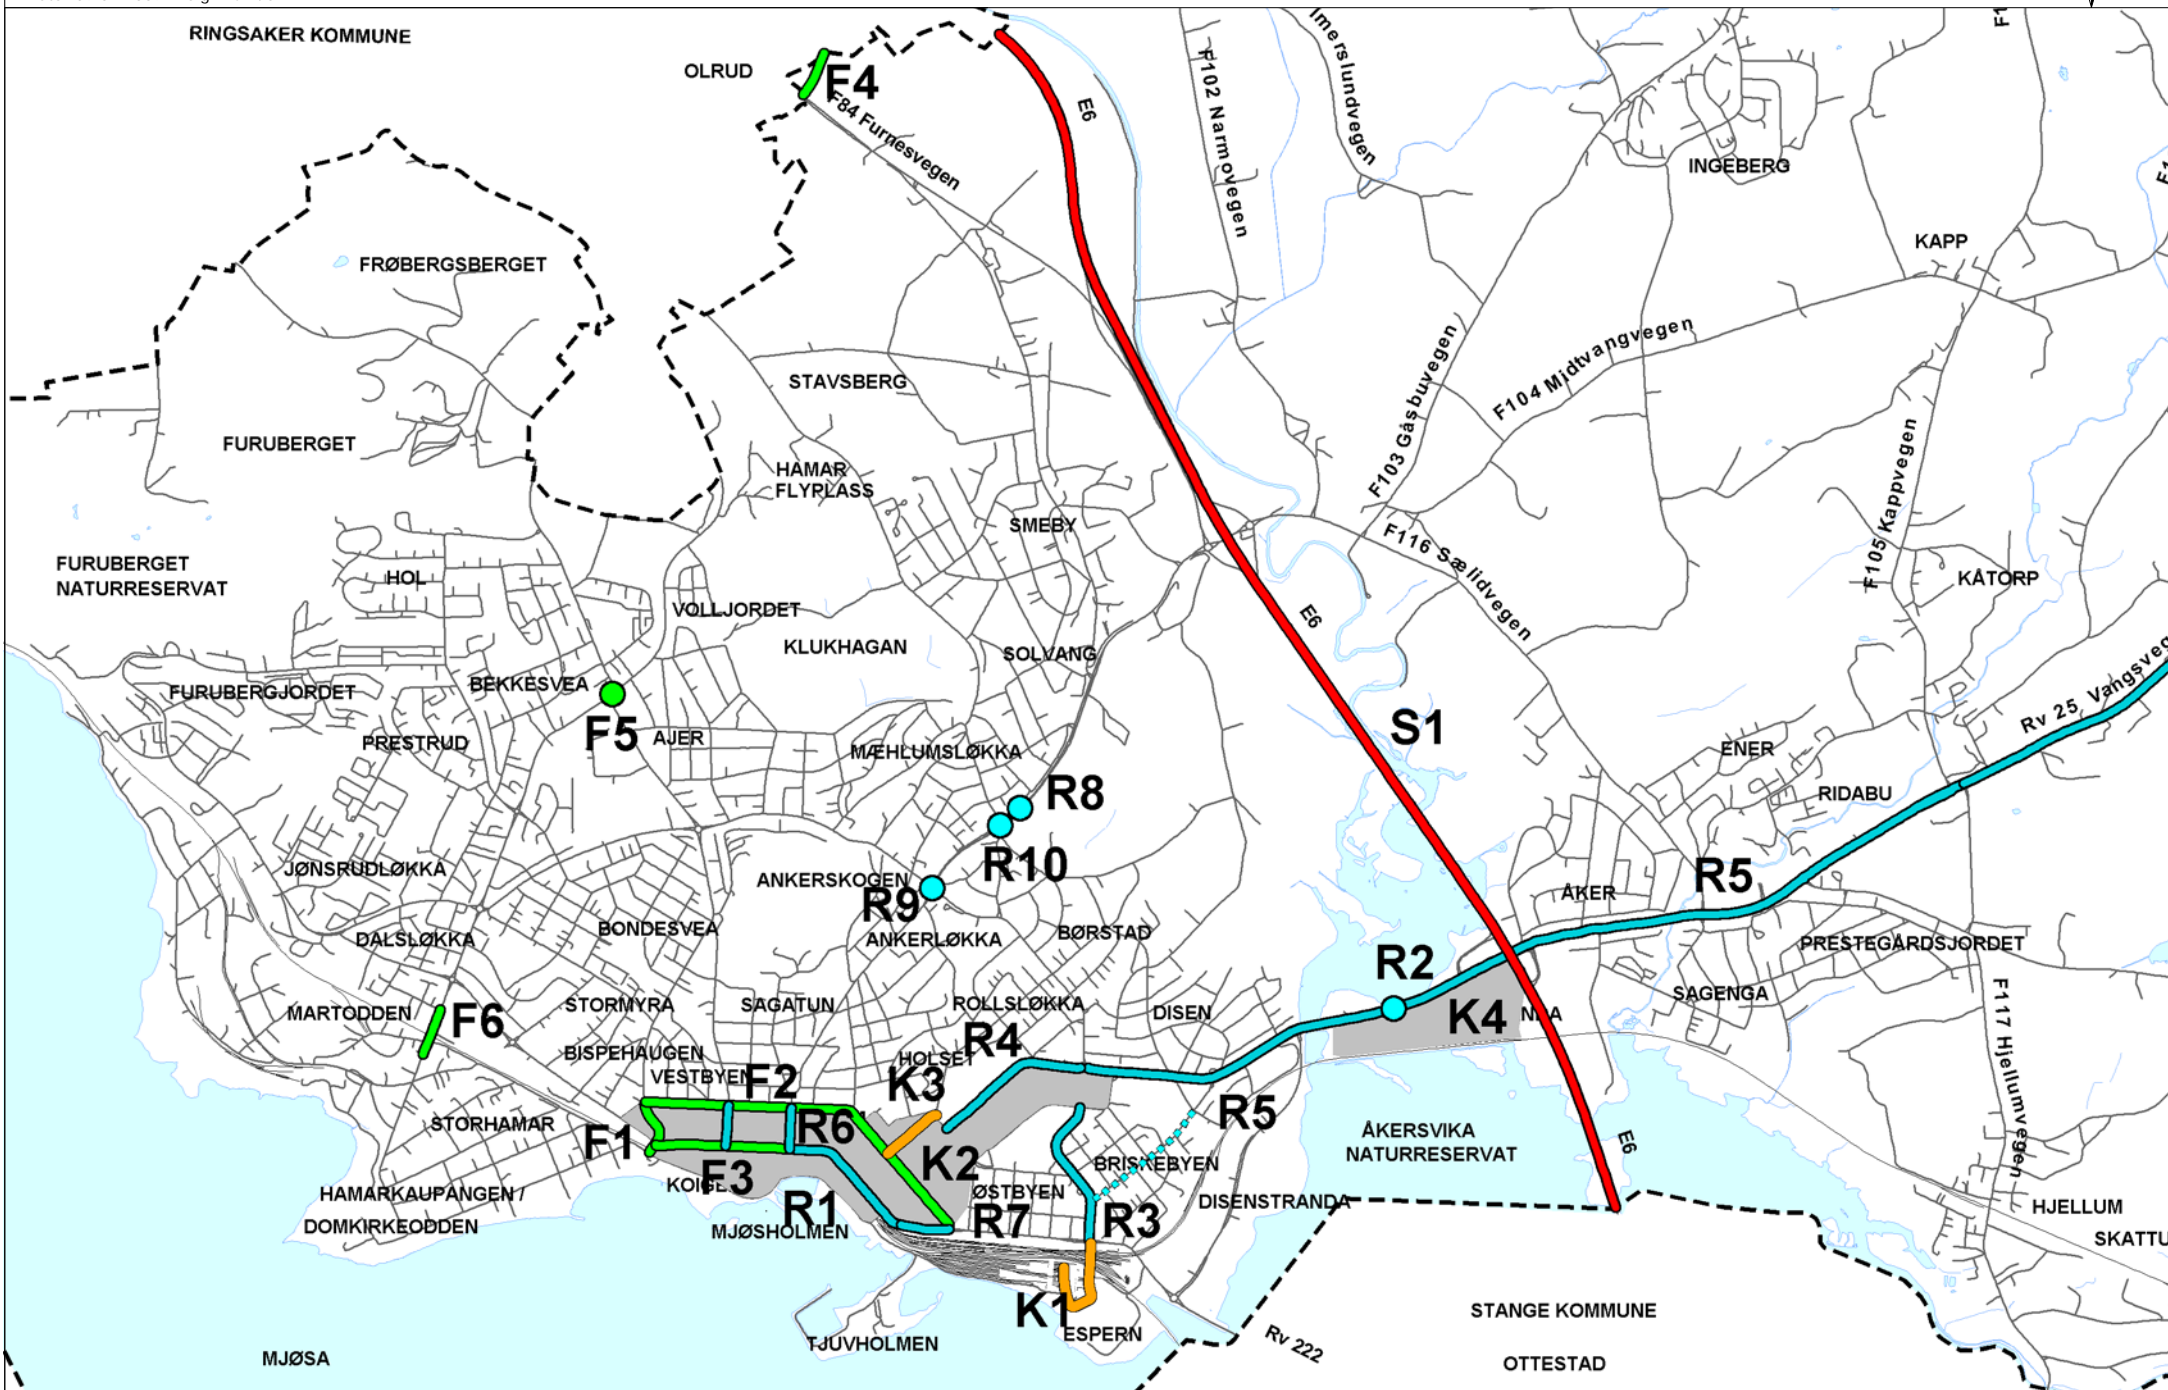 RINGSAKER KOMMUNE
OLRUD
F4
F84 Furnesvegen
E6
F102 Narmovegen
Imerslundvegen
INGEBERG
KAPP
FRØBERGSBERGET
STAVSBERG
F103 Gåsbuvegen
F104 Midtvangvegen
F105 Kappvegen
FURUBERGET
HAMAR
FLYPLASS
SMEBY
F116 Sælidvegen
FURUBERGET
NATURRESERVAT
HOL
VOLLJORDET
KLUKHAGAN
SOLVANG
E6
KÅTORP
FURUBERGJORDET
BEKKESVEA
F5
AJER
PRESTRUD
MÆHLUMSLØKKA
S1
ENER
Rv 25 Vangsveg
RIDABU
R8
R10
JØNSRUDLØKKA
ANKERSKOGEN
R9
ÅKER
R5
BONDESVEA
DALSLØKKA
ANKERLØKKA
BØRSTAD
PRESTEGÅRDSJORDET
R2
MARTODDEN
F6
STORMYRA
SAGATUN
ROLLSLØKKA
DISEN
K4
SAGENGA
F117 Hjellumvegen
BISPEHAUGEN
VESTBYEN
F2
HOLSET
R4
K3
STORHAMAR
F1
R6
R5
ÅKERSVIKA
NATURRESERVAT
E6
F3
K2
BRISKEBYEN
HAMARKAUPANGEN /
DOMKIRKEODDEN
R1
ØSTBYEN
R7
R3
DISENSTRANDA
MJØSHOLMEN
HJELLUM
SKATTU
K1
ESPERN
TJUVHOLMEN
MJØSA
Rv 222
STANGE KOMMUNE
OTTESTAD